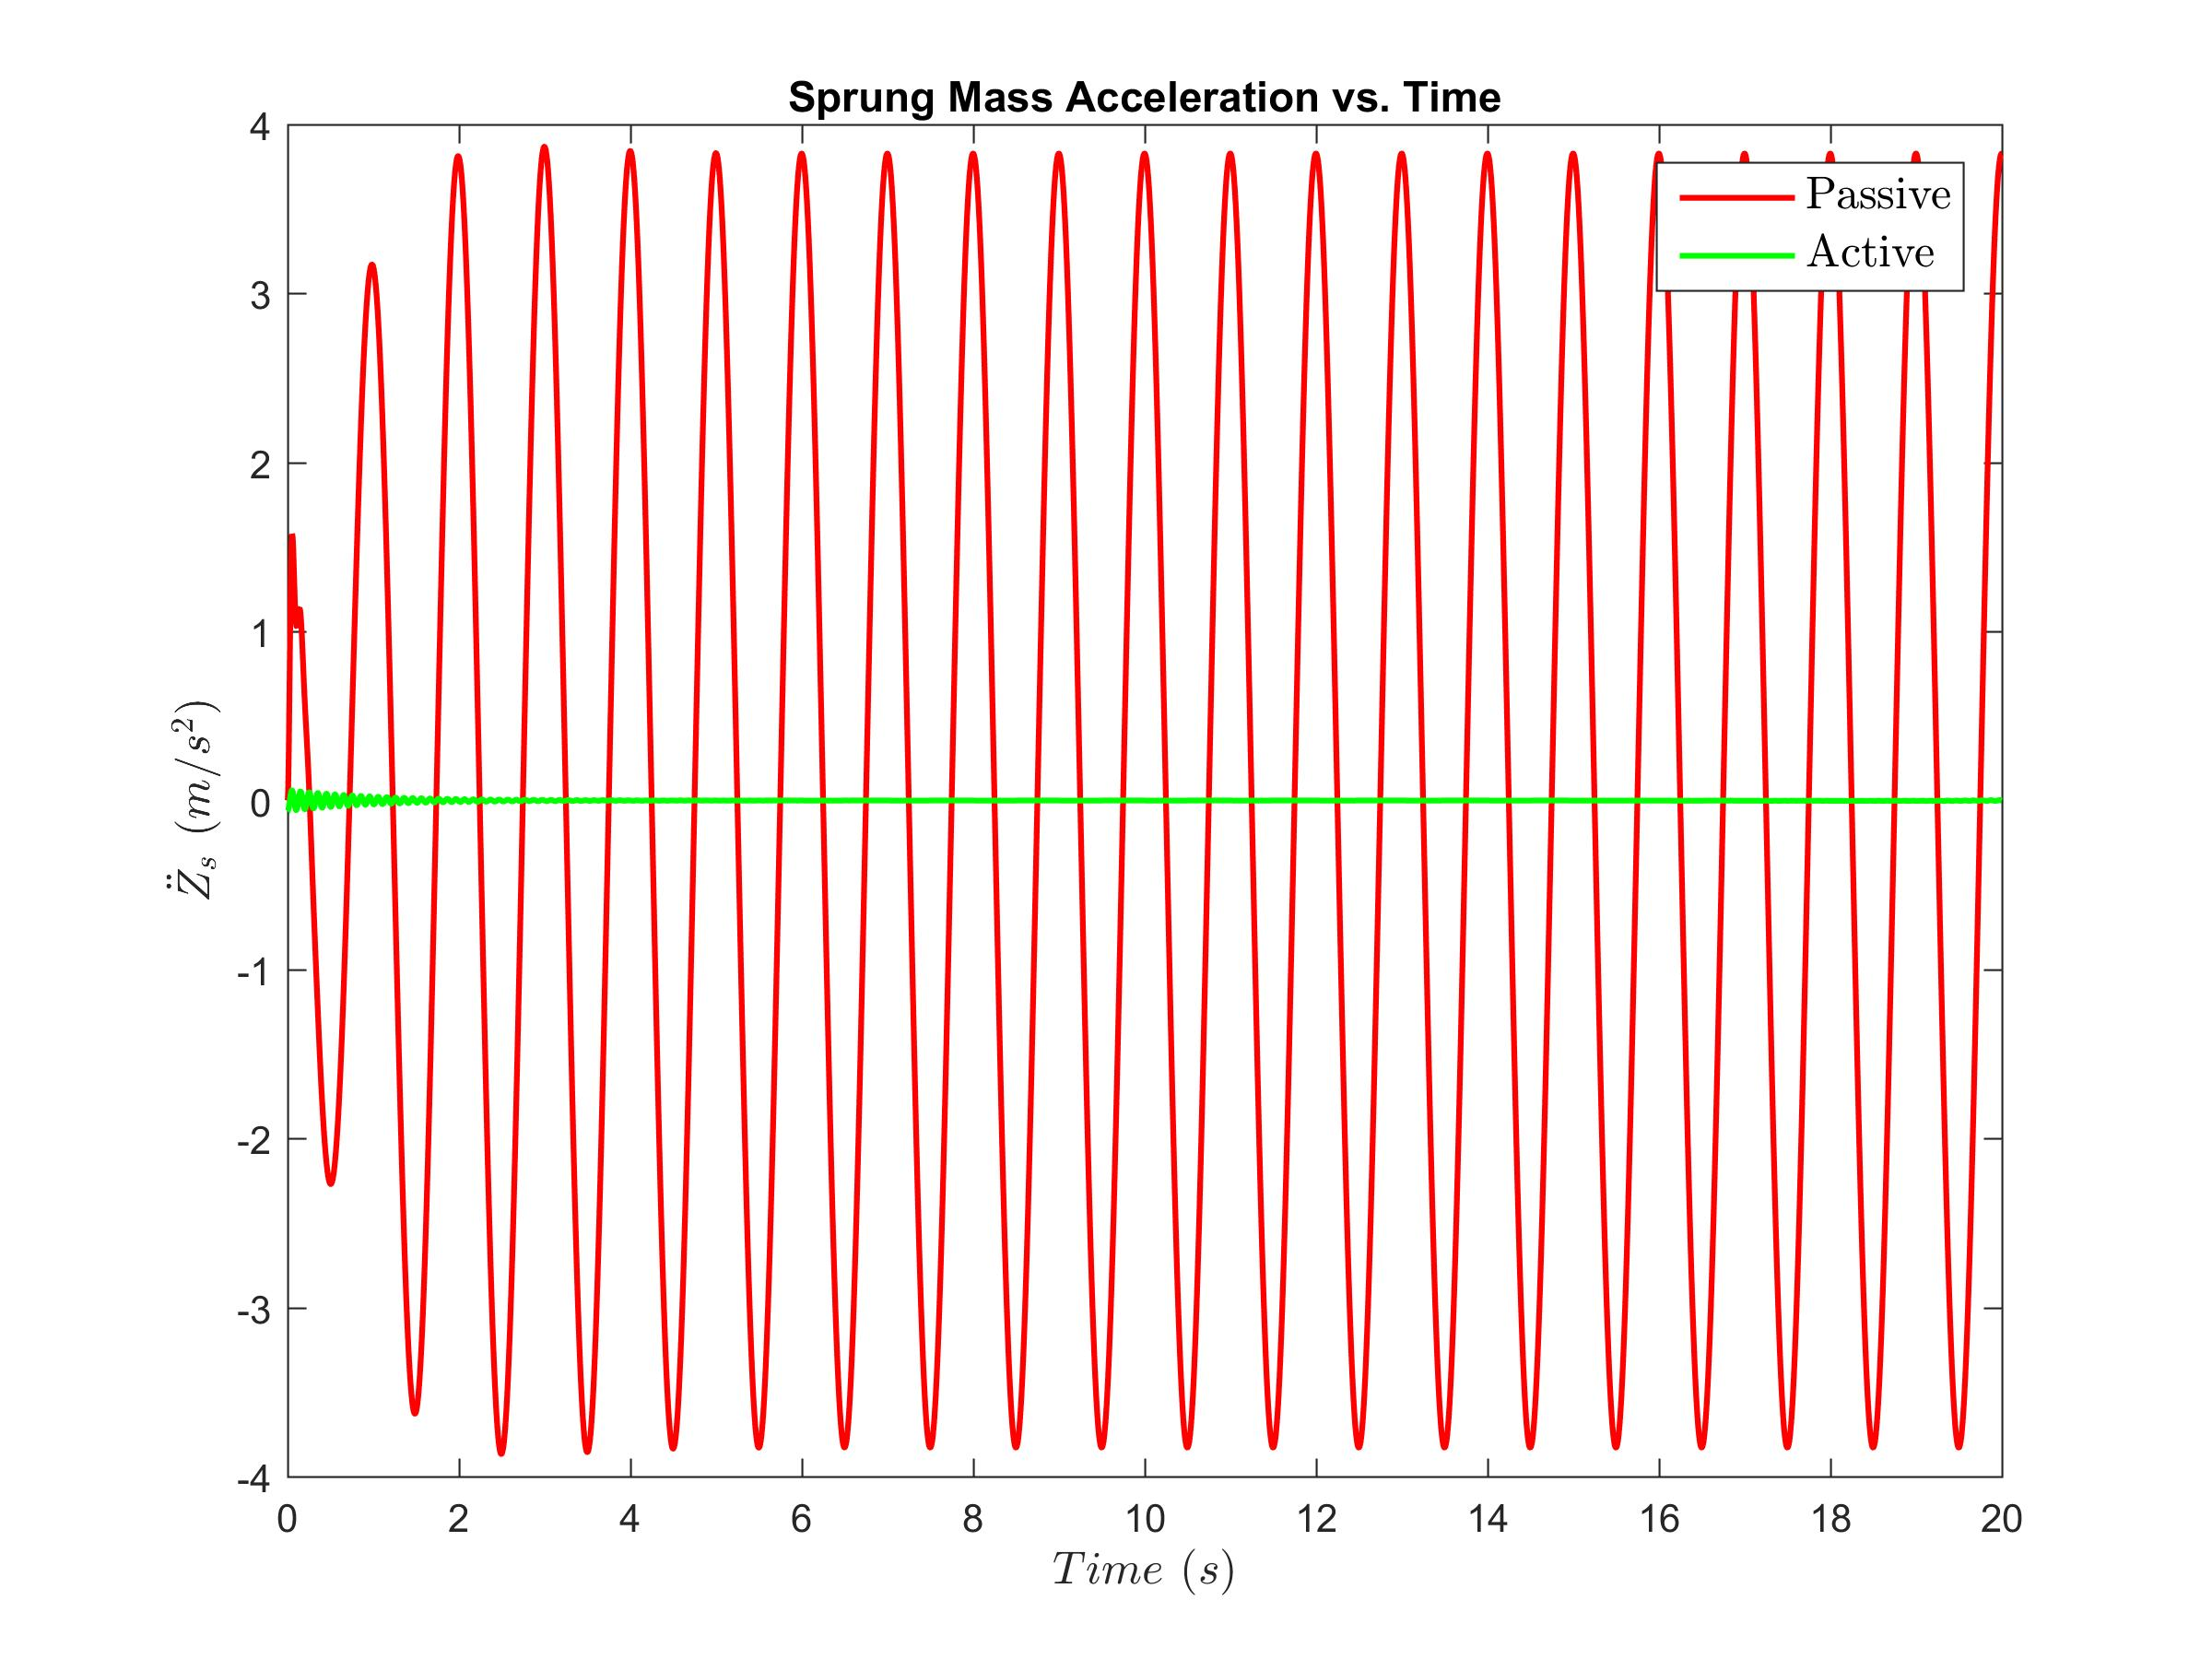 Sprung Mass Acceleration vs. Time
4
3
2
1
0
-1
-2
-3
-4
Z̈ₛ (m/s²)
Passive
Active
0 2 4 6 8 10 12 14 16 18 20
Time (s)